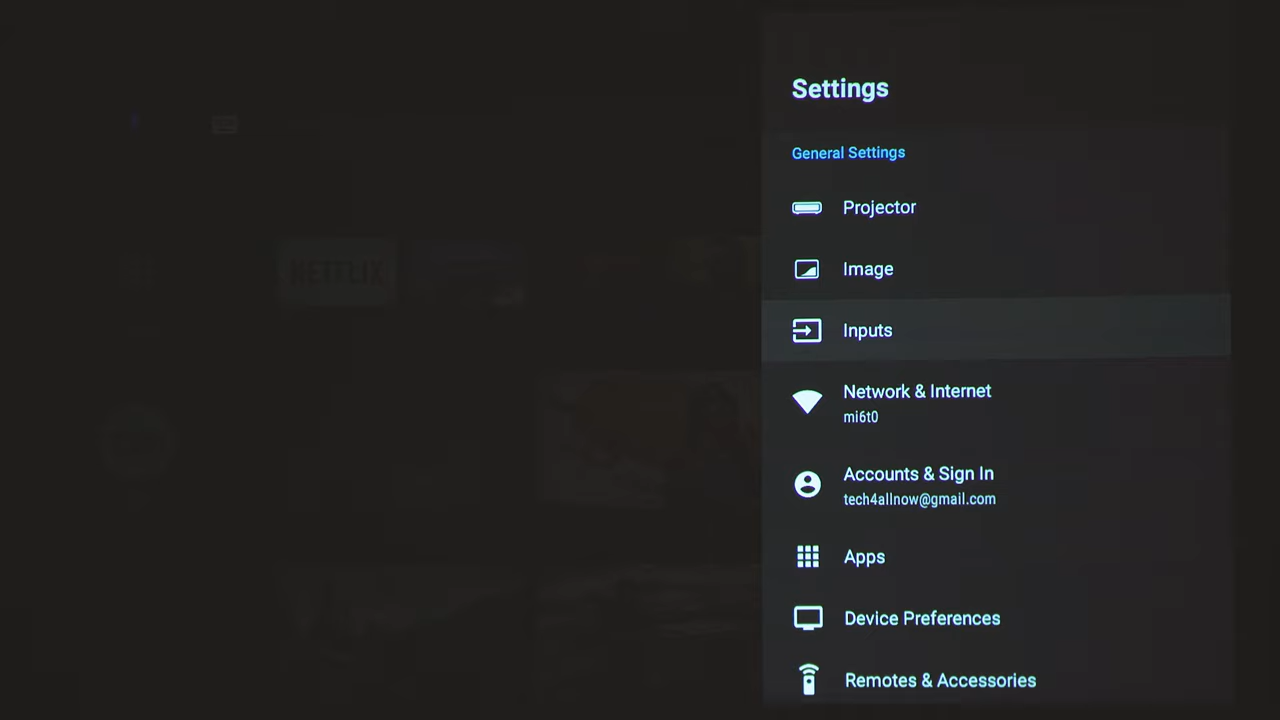 Settings
General Settings
Projector
Image
NETFLIX
Inputs
Network & Internet
mi6t0
Accounts & Sign In
tech4allnow@gmail.com
Apps
Device Preferences
Remotes & Accessories